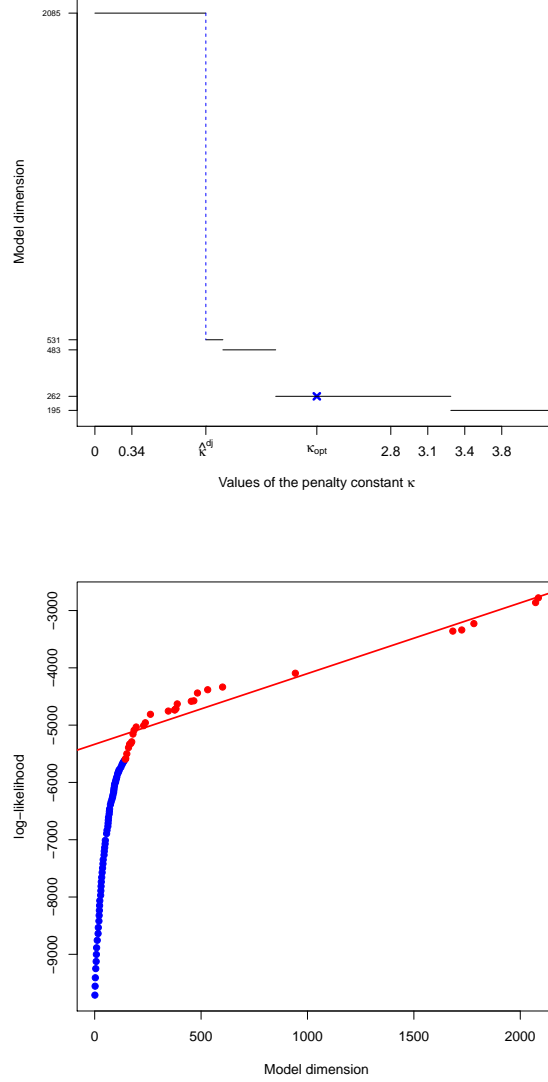 2085
531
483
262
195
Model dimension
0 0.34 κ̂^dj κ_opt 2.8 3.1 3.4 3.8
Values of the penalty constant κ
-3000
-4000
-5000
-6000
-7000
-8000
-9000
log-likelihood
0 500 1000 1500 2000
Model dimension